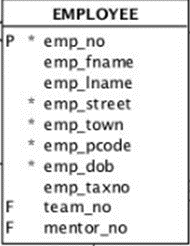 EMPLOYEE
P * emp_no
emp_fname
emp_lname
* emp_street
* emp_town
* emp_pcode
* emp_dob
emp_taxno
F team_no
F mentor_no